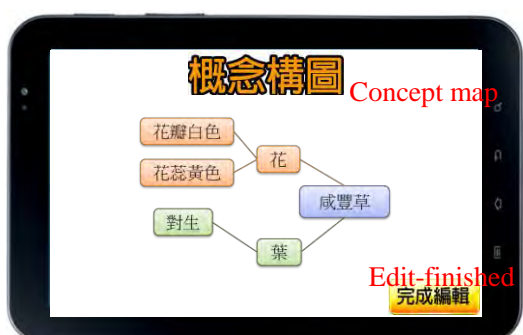 概念構圖
Concept map
花瓣白色
花
花蕊黃色
咸豐草
對生
葉
Edit-finished
完成編輯